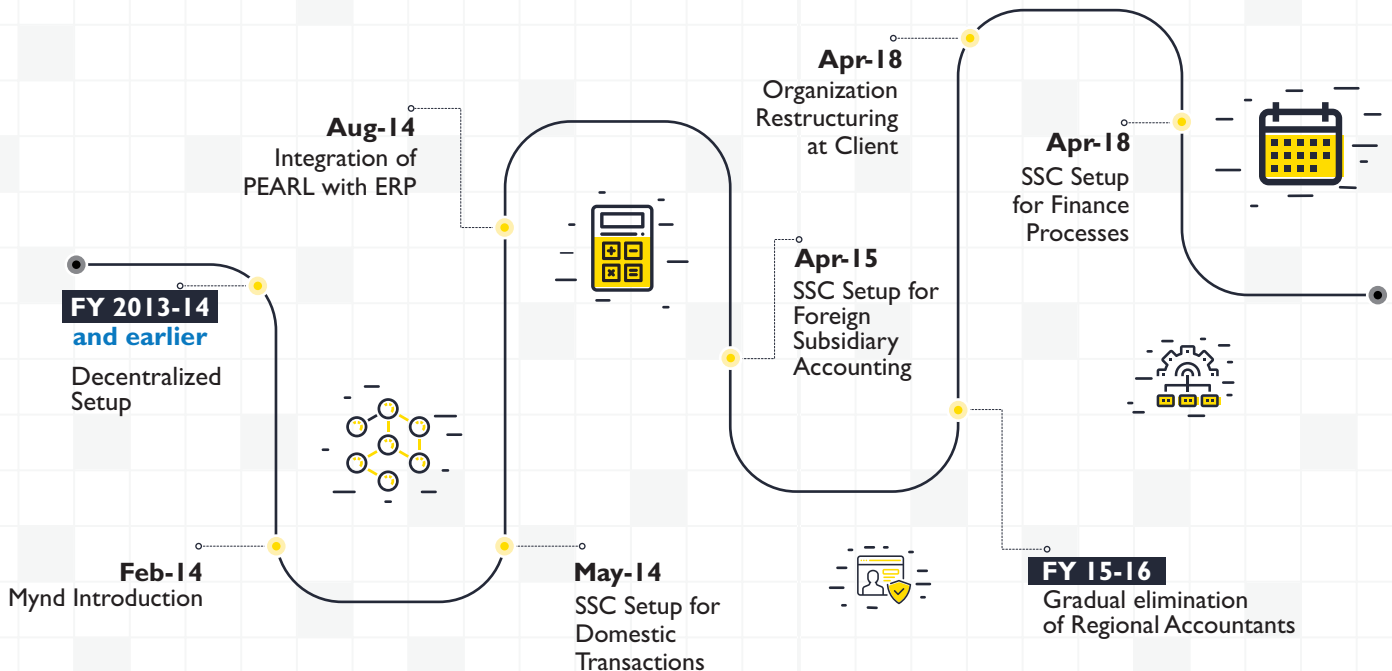 FY 2013-14
and earlier
Decentralized
Setup
Feb-14
Mynd Introduction
May-14
SSC Setup for
Domestic
Transactions
Aug-14
Integration of
PEARL with ERP
Apr-15
SSC Setup for
Foreign
Subsidiary
Accounting
FY 15-16
Gradual elimination
of Regional Accountants
Apr-18
Organization
Restructuring
at Client
Apr-18
SSC Setup
for Finance
Processes